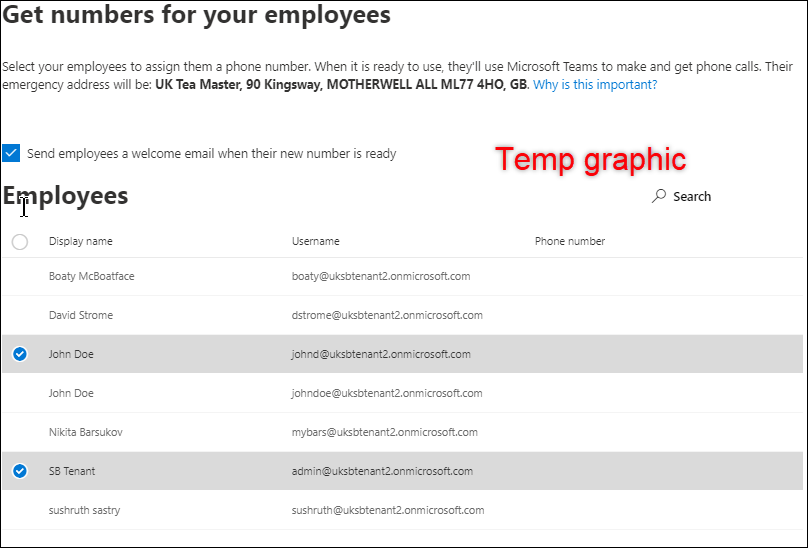 Get numbers for your employees
Select your employees to assign them a phone number. When it is ready to use, they'll use Microsoft Teams to make and get phone calls. Their
emergency address will be: UK Tea Master, 90 Kingsway, MOTHERWELL ALL ML77 4HO, GB. Why is this important?
Send employees a welcome email when their new number is ready
Temp graphic
Employees
Search
Display name Username Phone number
Boaty McBoatface boaty@uksbtenant2.onmicrosoft.com
David Strome dstrome@uksbtenant2.onmicrosoft.com
John Doe johnd@uksbtenant2.onmicrosoft.com
John Doe johndoe@uksbtenant2.onmicrosoft.com
Nikita Barsukov mybars@uksbtenant2.onmicrosoft.com
SB Tenant admin@uksbtenant2.onmicrosoft.com
sushruth sastry sushruth@uksbtenant2.onmicrosoft.com